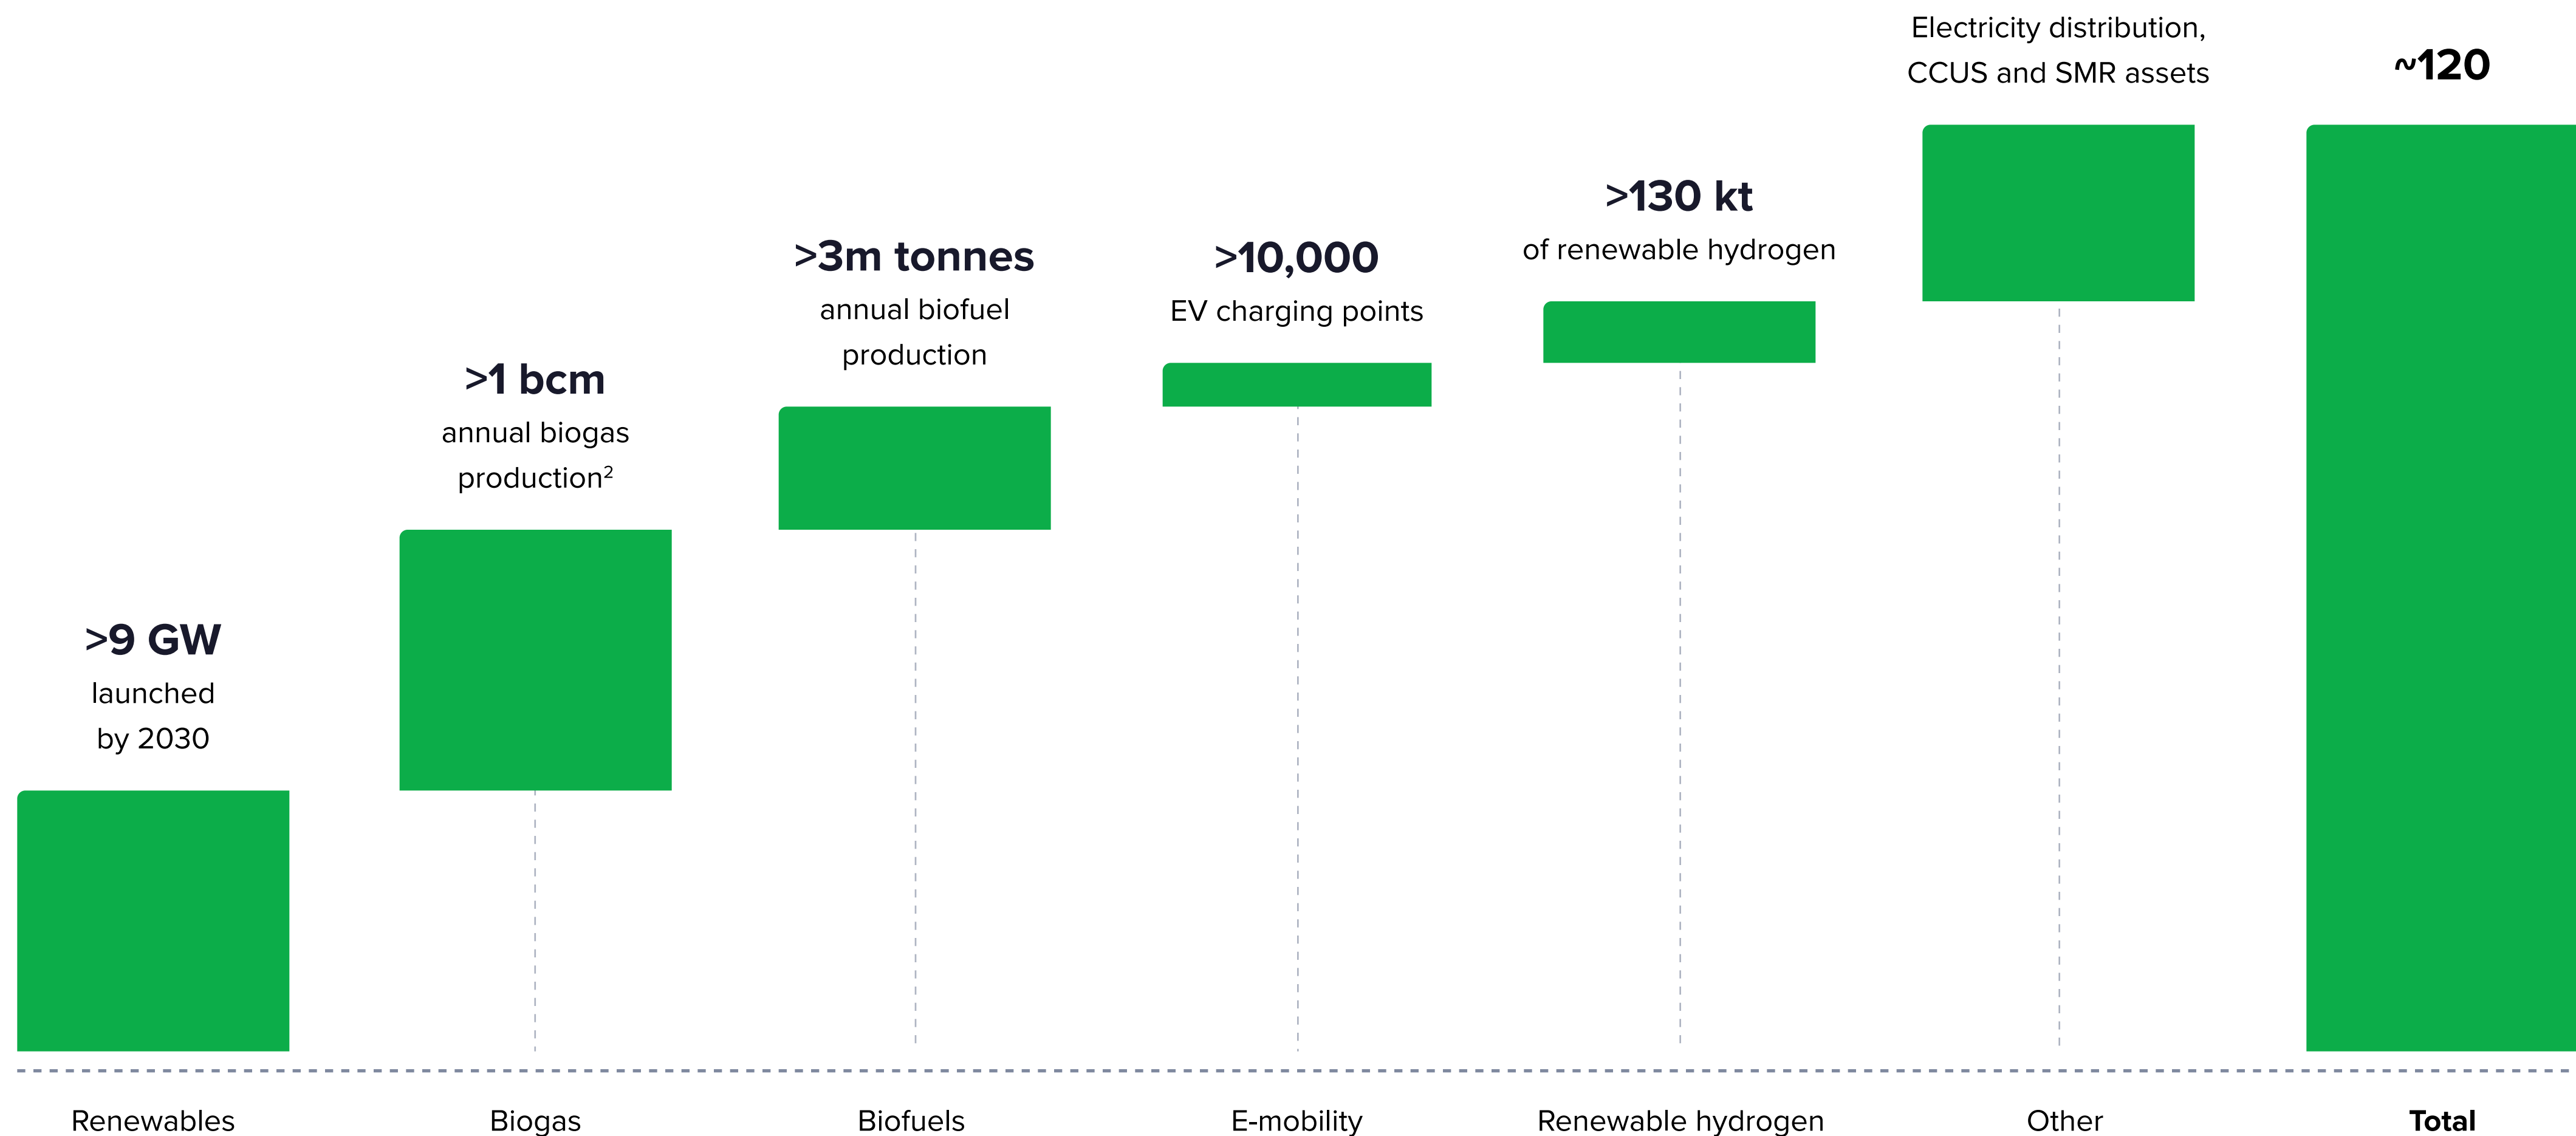 Electricity distribution,
CCUS and SMR assets
~120
>130 kt
of renewable hydrogen
>3m tonnes
annual biofuel
production
>10,000
EV charging points
>1 bcm
annual biogas
production²
>9 GW
launched
by 2030
Renewables
Biogas
Biofuels
E-mobility
Renewable hydrogen
Other
Total